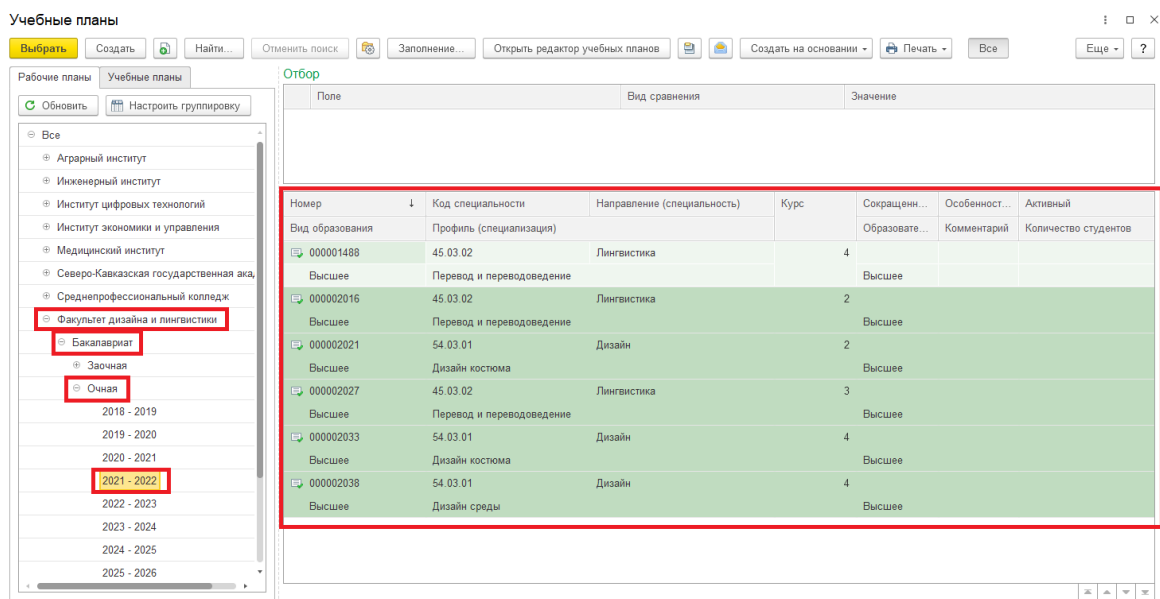 Учебные планы
Выбрать Создать Найти... Отменить поиск Заполнение... Открыть редактор учебных планов Создать на основании Печать Все Еще ?
Рабочие планы Учебные планы
Обновить Настроить группировку
Все
Аграрный институт
Инженерный институт
Институт цифровых технологий
Институт экономики и управления
Медицинский институт
Северо-Кавказская государственная ака,
Среднепрофессиональный колледж
Факультет дизайна и лингвистики
Бакалавриат
Заочная
Очная
2018 - 2019
2019 - 2020
2020 - 2021
2021 - 2022
2022 - 2023
2023 - 2024
2024 - 2025
2025 - 2026
Отбор
Поле Вид сравнения Значение
Номер ↓ Код специальности Направление (специальность) Курс Сокращенн... Особенност... Активный
Вид образования Профиль (специализация) Образовате... Комментарий Количество студентов
000001488 45.03.02 Лингвистика 4
Высшее Перевод и переводоведение Высшее
000002016 45.03.02 Лингвистика 2
Высшее Перевод и переводоведение Высшее
000002021 54.03.01 Дизайн 2
Высшее Дизайн костюма Высшее
000002027 45.03.02 Лингвистика 3
Высшее Перевод и переводоведение Высшее
000002033 54.03.01 Дизайн 4
Высшее Дизайн костюма Высшее
000002038 54.03.01 Дизайн 4
Высшее Дизайн среды Высшее